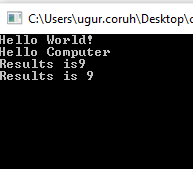 C:\Users\ugur.coruh\Desktop\c
Hello World!
Hello Computer
Results is9
Results is 9